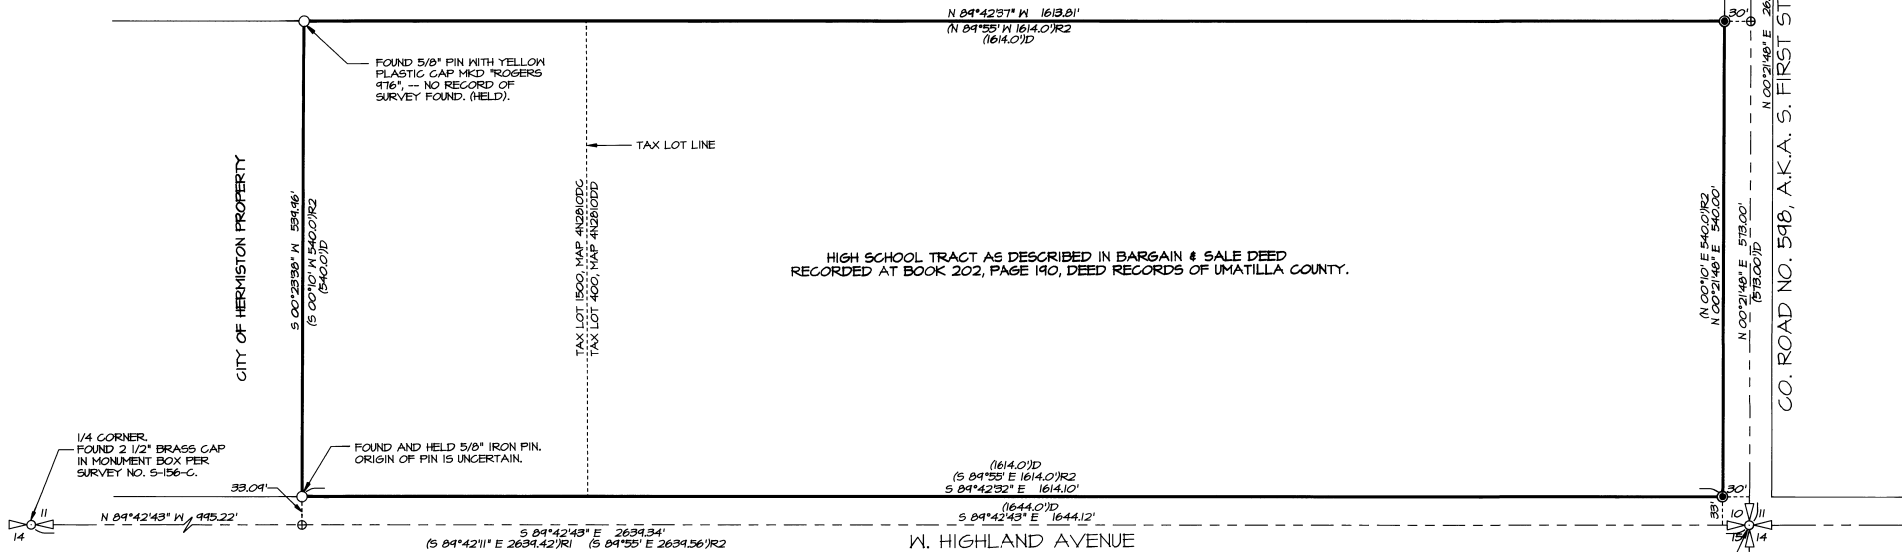 N 89°42'37" W 1613.81'
(N 89°55' W 1614.0')R2
(1614.0')D
30'
N 00°21'48" E 26
CO. ROAD NO. 598, A.K.A. S. FIRST ST
FOUND 5/8" PIN WITH YELLOW
PLASTIC CAP MKD "ROGERS
976", -- NO RECORD OF
SURVEY FOUND. (HELD).
TAX LOT LINE
CITY OF HERMISTON PROPERTY
S 00°23'38" W 539.96'
(S 00°10' W 540.0')R2
(540.0')D
TAX LOT 1500, MAP 4N2810DC
TAX LOT 400, MAP 4N2810DD
HIGH SCHOOL TRACT AS DESCRIBED IN BARGAIN & SALE DEED
RECORDED AT BOOK 202, PAGE 190, DEED RECORDS OF UMATILLA COUNTY.
(N 00°10' E 540.0')R2
N 00°21'48" E 540.00'
N 00°21'48" E 573.00'
(573.00')D
1/4 CORNER.
FOUND 2 1/2" BRASS CAP
IN MONUMENT BOX PER
SURVEY NO. S-156-C.
FOUND AND HELD 5/8" IRON PIN.
ORIGIN OF PIN IS UNCERTAIN.
33.09'
(1614.0')D
(S 89°55' E 1614.0')R2
S 89°42'32" E 1614.10'
30'
33'
(1644.0')D
S 89°42'43" E 1644.12'
11
14
N 89°42'43" W 995.22'
S 89°42'43" E 2639.34'
(S 89°42'11" E 2639.42')R1 (S 89°55' E 2639.56')R2
W. HIGHLAND AVENUE
10 11
15 14